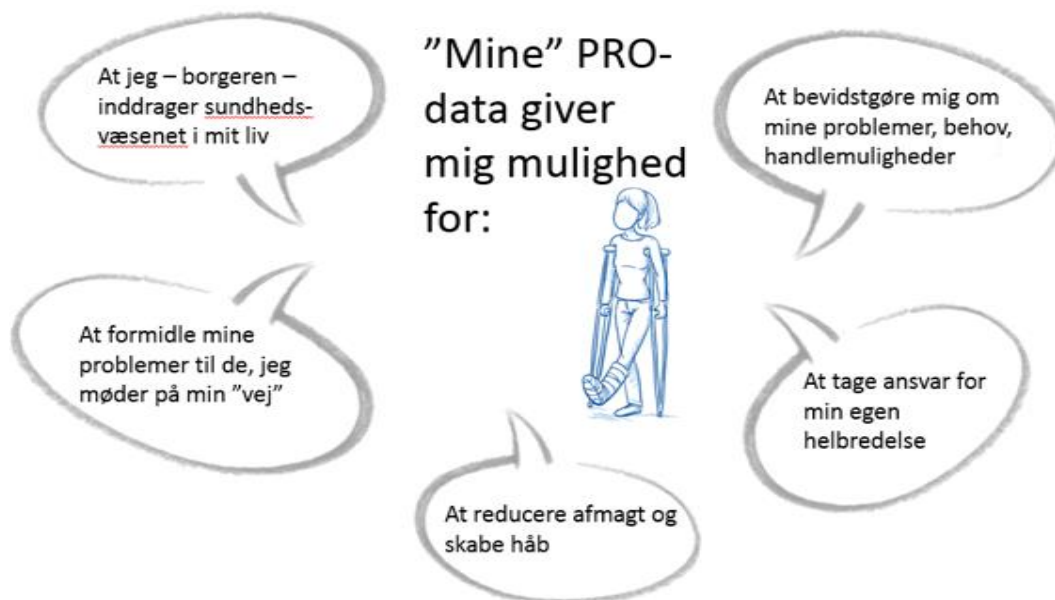 ”Mine” PRO-
data giver
mig mulighed
for:
At jeg – borgeren –
inddrager sundheds-
væsenet i mit liv
At bevidstgøre mig om
mine problemer, behov,
handlemuligheder
At formidle mine
problemer til de, jeg
møder på min ”vej”
At tage ansvar for
min egen
helbredelse
At reducere afmagt og
skabe håb